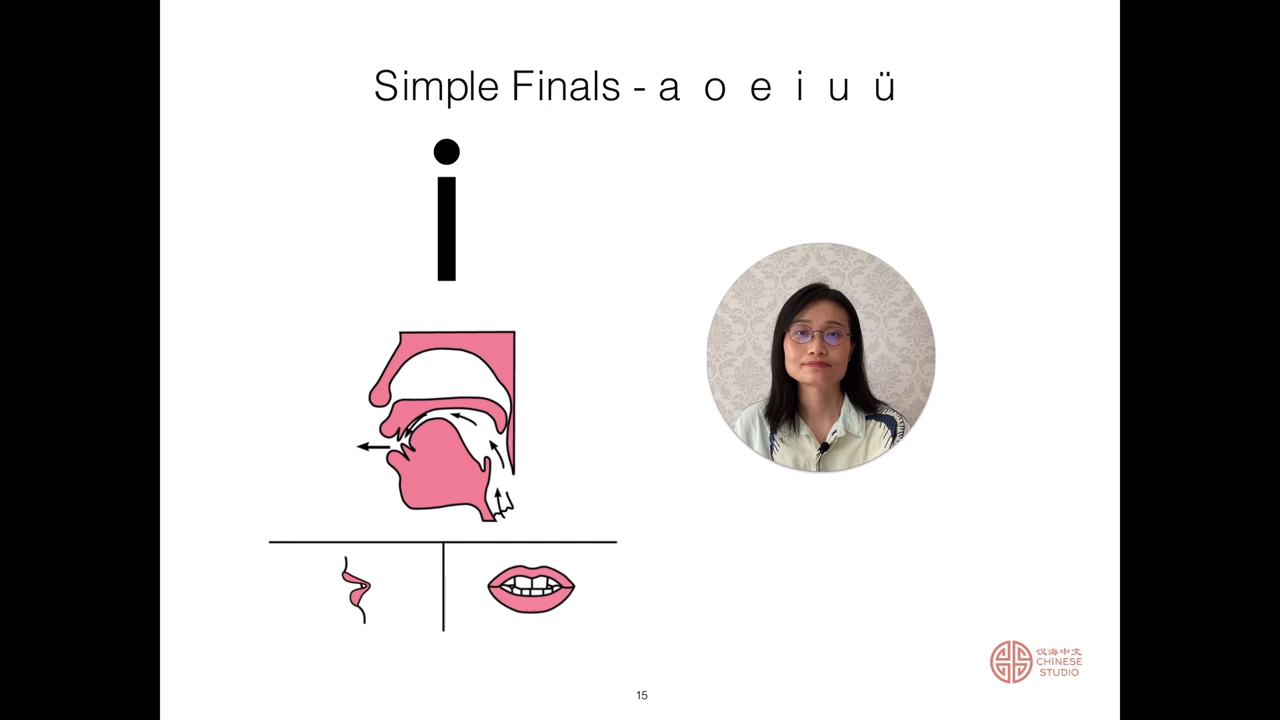 Simple Finals - a o e i u ü
i
汉海中文
CHINESE
STUDIO
15